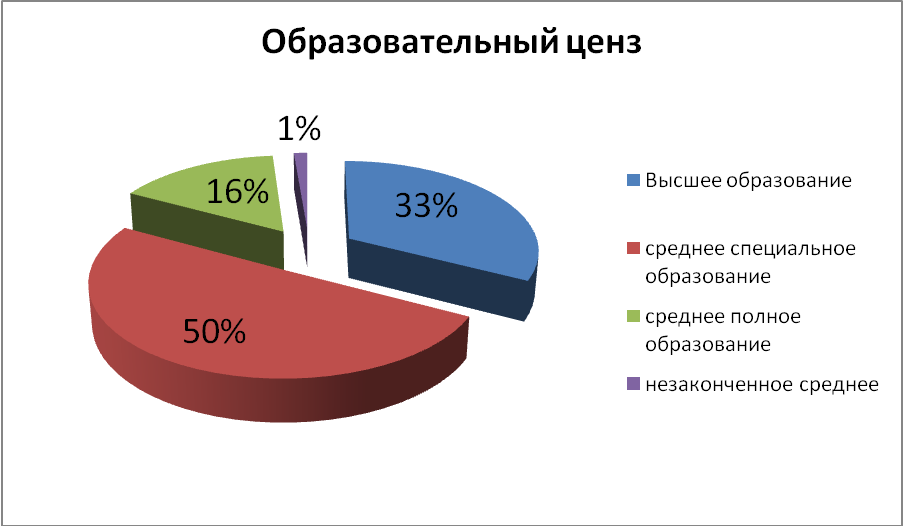 Образовательный ценз
1%
16%
33%
50%
Высшее образование
среднее специальное
образование
среднее полное
образование
незаконченное среднее